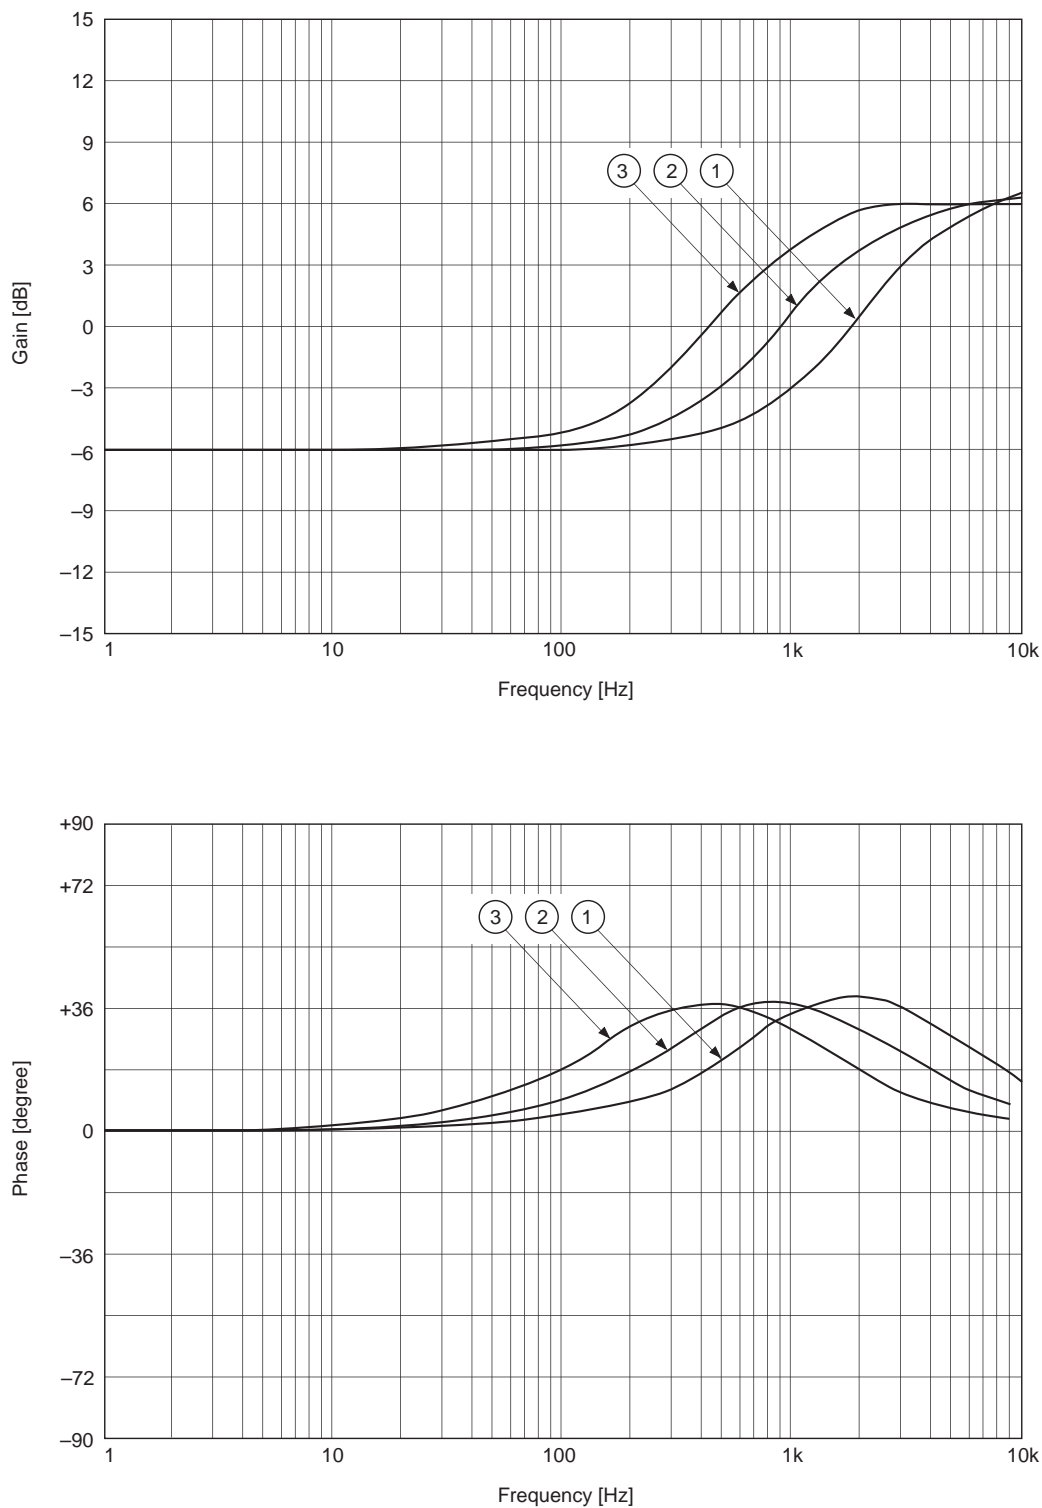 15
12
9
6
3
0
–3
–6
–9
–12
–15
Gain [dB]
3 2 1
1 10 100 1k 10k
Frequency [Hz]
+90
+72
+36
0
–36
–72
–90
Phase [degree]
3 2 1
1 10 100 1k 10k
Frequency [Hz]